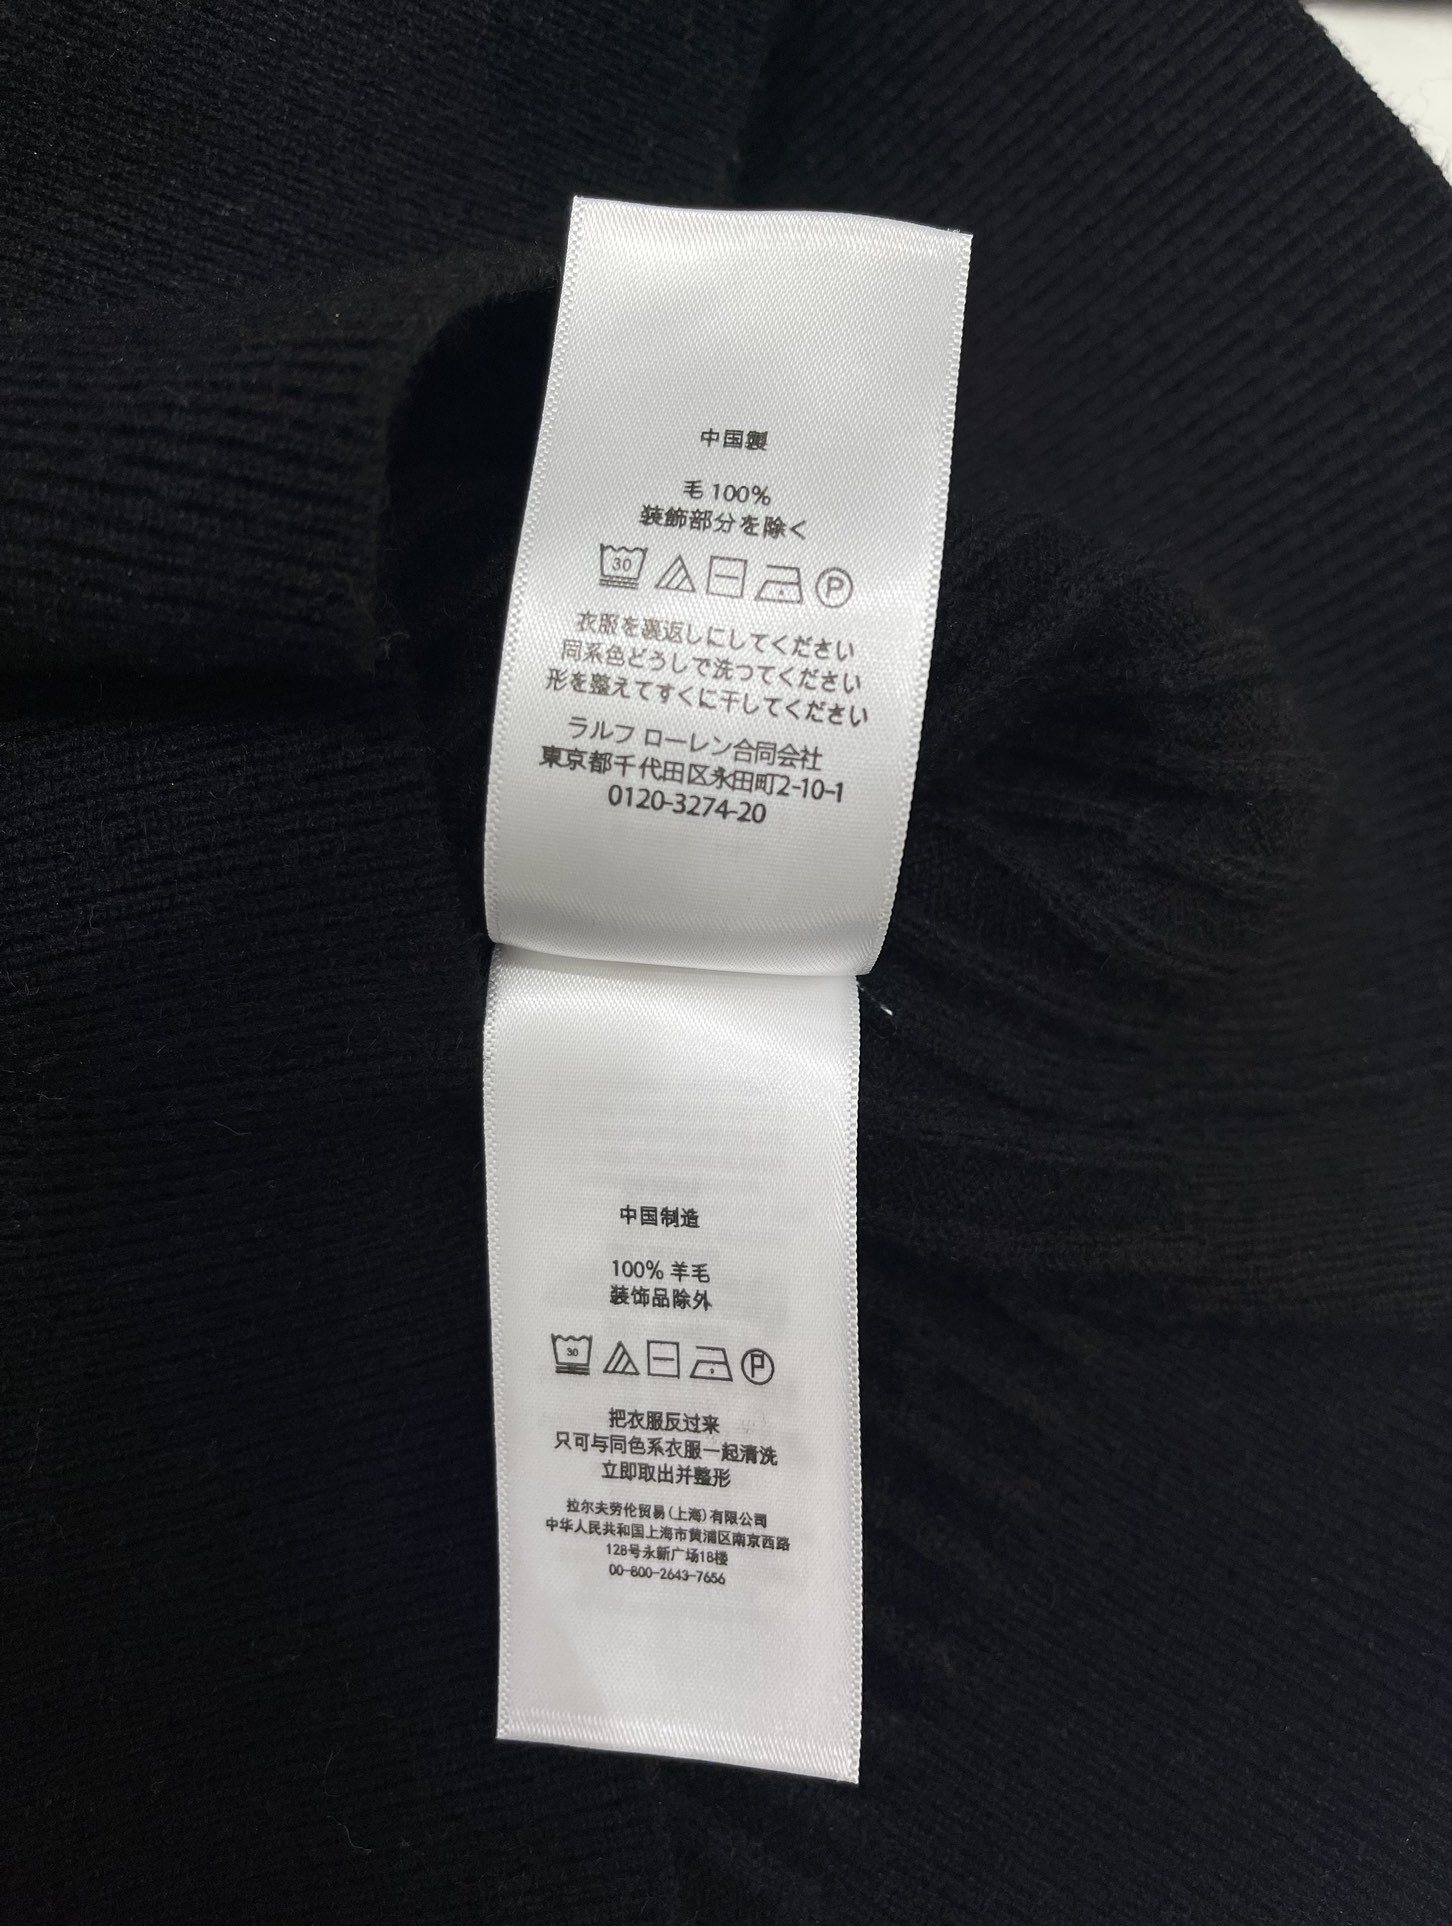 中国製
毛 100%
装飾部分を除く
30 P
衣服を裏返しにしてください
同系色どうしで洗ってください
形を整えてすぐに干してください
ラルフ ローレン合同会社
東京都千代田区永田町2-10-1
0120-3274-20
中国制造
100% 羊毛
装饰品除外
30 P
把衣服反过来
只可与同色系衣服一起清洗
立即取出并整形
拉尔夫劳伦贸易(上海)有限公司
中华人民共和国上海市黄浦区南京西路
128号永新广场18楼
00-800-2643-7656